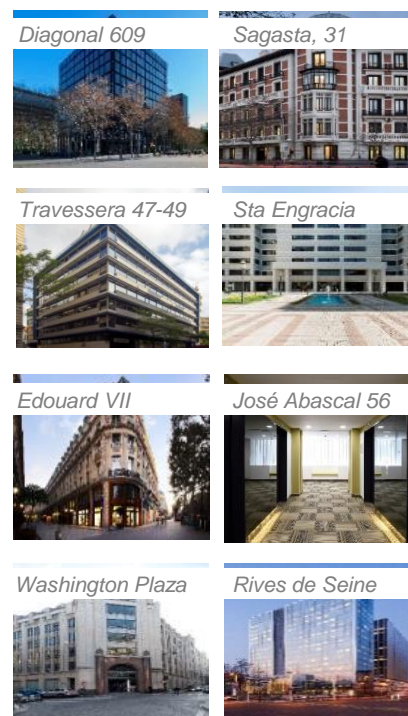 Diagonal 609
Sagasta, 31
Travessera 47-49
Sta Engracia
Edouard VII
José Abascal 56
Washington Plaza
Rives de Seine